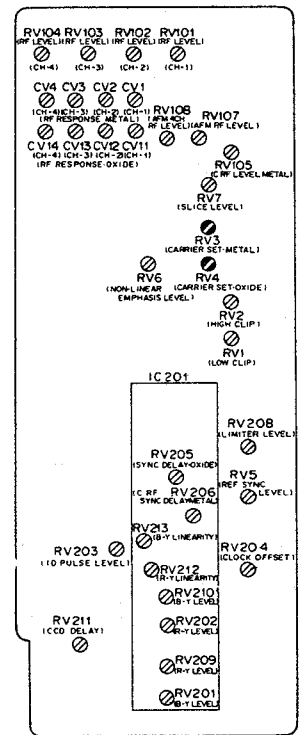 RV104 RV103 RV102 RV101
(RF LEVEL) (RF LEVEL) (RF LEVEL) (RF LEVEL)
(CH-4) (CH-3) (CH-2) (CH-1)
CV4 CV3 CV2 CV1
(CH-4) (CH-3) (CH-2) (CH-1)
(RF RESPONSE METAL)
RV108
(AFM 4CH
RF LEVEL)
RV107
(AFM RF LEVEL)
CV14 CV13 CV12 CV11
(CH-4) (CH-3) (CH-2) (CH-1)
(RF RESPONSE-OXIDE)
RV105
(C RF LEVEL METAL)
RV7
(SLICE LEVEL)
RV3
(CARRIER SET-METAL)
RV6
(NON-LINEAR
EMPHASIS LEVEL)
RV4
(CARRIER SET-OXIDE)
RV2
(HIGH CLIP)
RV1
(LOW CLIP)
IC201
RV208
(LIMITER LEVEL)
RV205
(SYNC DELAY-OXIDE)
RV5
(REF SYNC
LEVEL)
(C RF RV206
SYNC DELAY METAL)
RV213
(B-Y LINEARITY)
RV203
(ID PULSE LEVEL)
RV204
(CLOCK OFFSET)
RV212
(R-Y LINEARITY)
RV210
(B-Y LEVEL)
RV211
(CCD DELAY)
RV202
(R-Y LEVEL)
RV209
(R-Y LEVEL)
RV201
(B-Y LEVEL)